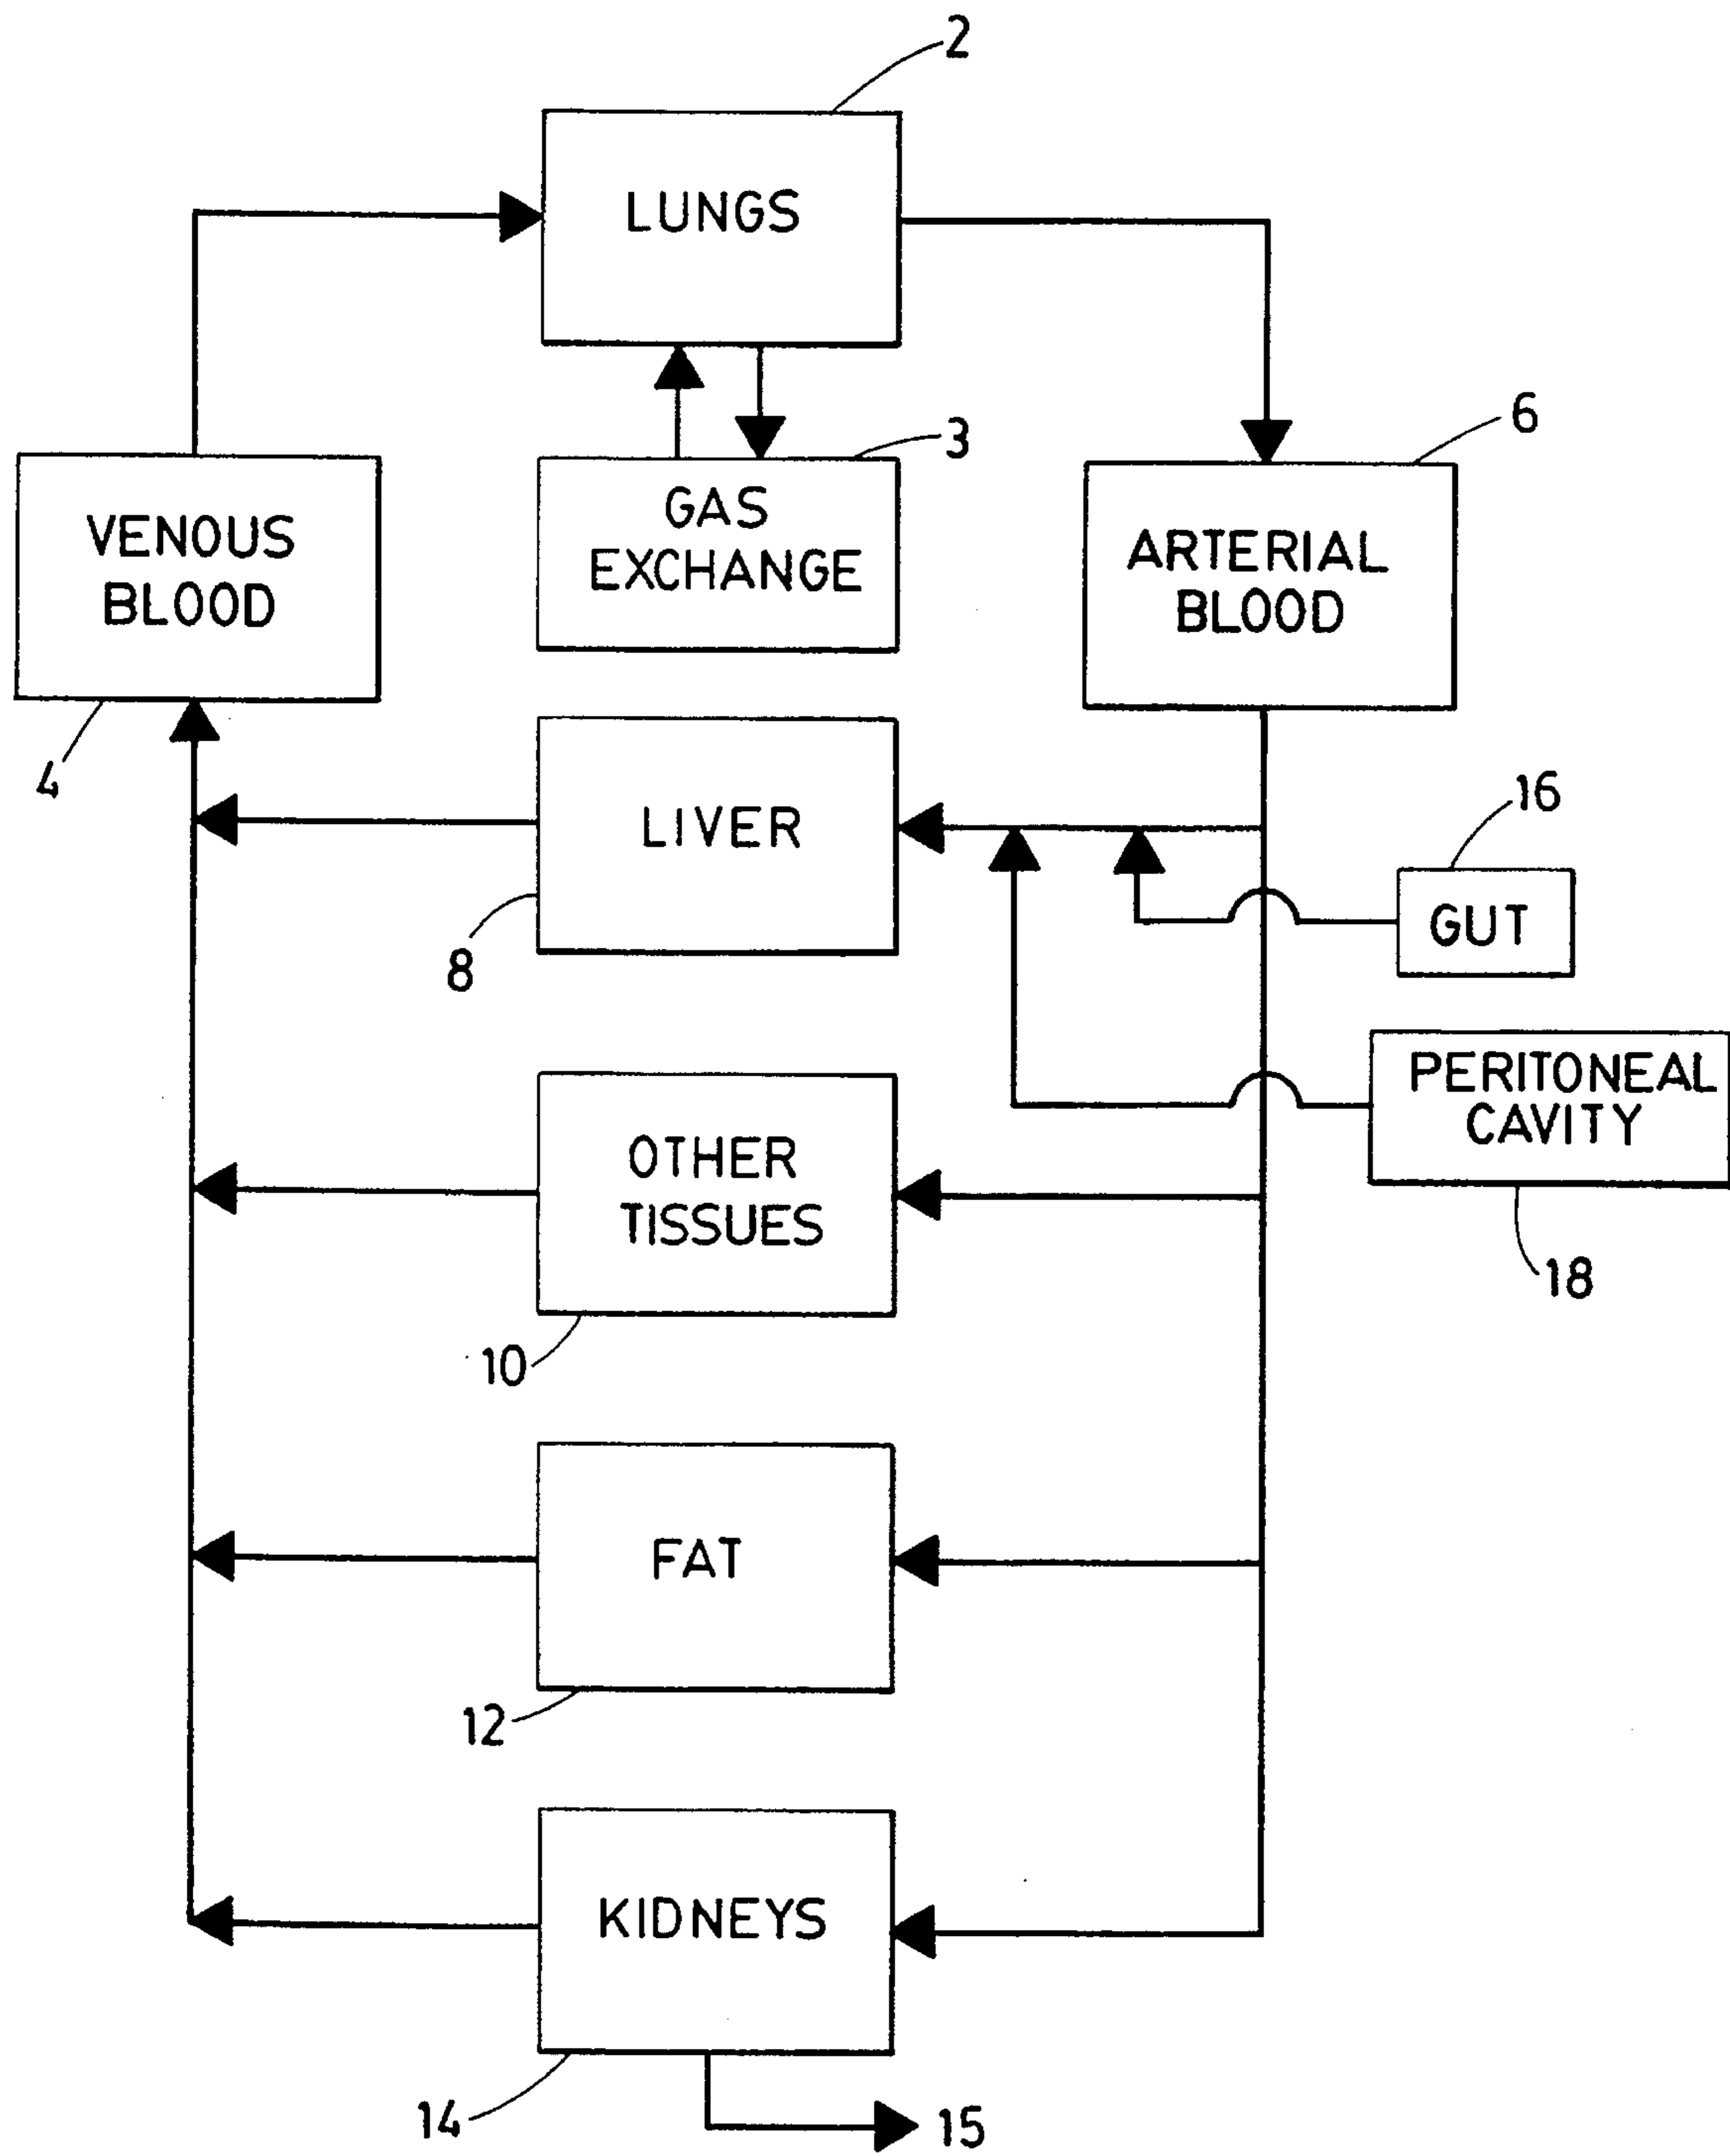 2
LUNGS
3
GAS
EXCHANGE
6
VENOUS
BLOOD
ARTERIAL
BLOOD
4
LIVER
16
GUT
8
PERITONEAL
CAVITY
OTHER
TISSUES
18
10
FAT
12
KIDNEYS
14
15